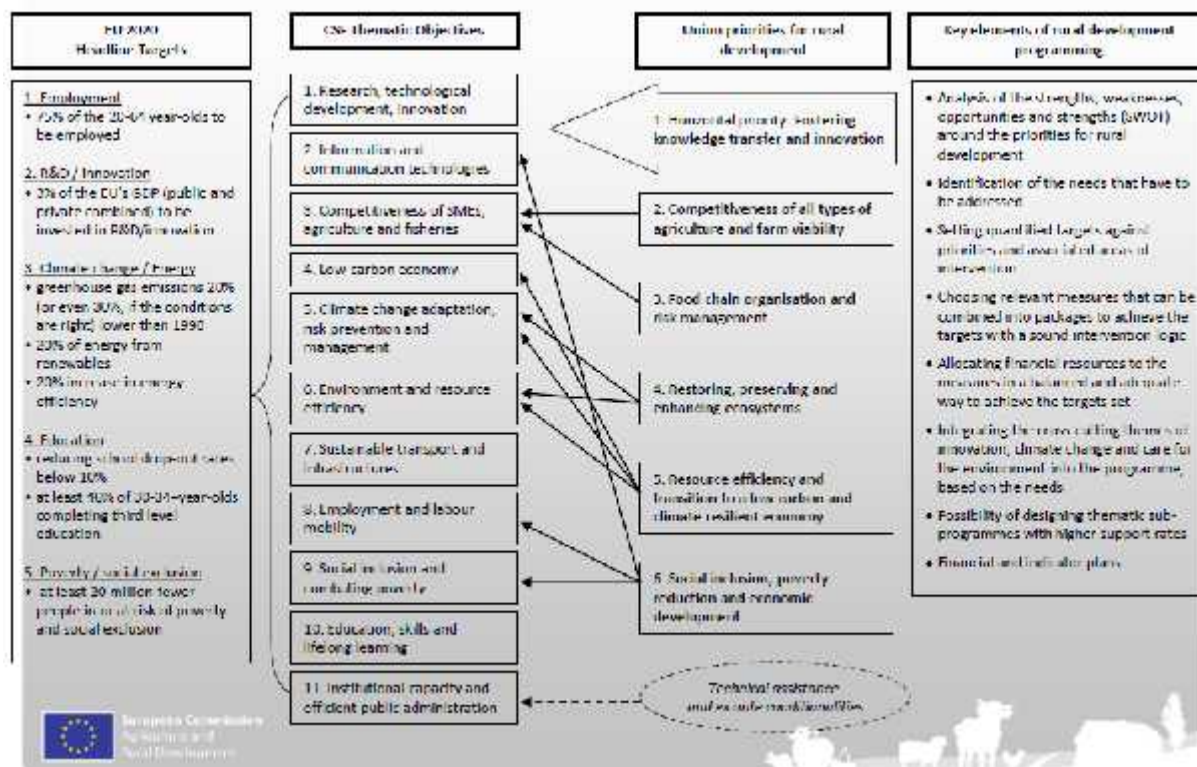 EU 2020
Headline Targets
1. Employment
• 75% of the 20-64 year-olds to
be employed
2. R&D / Innovation
• 3% of the EU's GDP (public and
private combined) to be
invested in R&D/innovation
3. Climate change / Energy
• greenhouse gas emissions 20%
(or even 30%, if the conditions
are right) lower than 1990
• 20% of energy from
renewables
• 20% increase in energy
efficiency
4. Education
• reducing school drop-out rates
below 10%
• at least 40% of 30-34–year-olds
completing third level
education
5. Poverty / social exclusion
• at least 20 million fewer
people in or at risk of poverty
and social exclusion
CSF Thematic Objectives
1. Research, technological
development, innovation
2. Information and
communication technologies
3. Competitiveness of SMEs,
agriculture and fisheries
4. Low carbon economy
5. Climate change adaptation,
risk prevention and
management
6. Environment and resource
efficiency
7. Sustainable transport and
infrastructures
8. Employment and labour
mobility
9. Social inclusion and
combating poverty
10. Education, skills and
lifelong learning
11. Institutional capacity and
efficient public administration
Union priorities for rural
development
1. Horizontal priority: Fostering
knowledge transfer and innovation
2. Competitiveness of all types of
agriculture and farm viability
3. Food chain organisation and
risk management
4. Restoring, preserving and
enhancing ecosystems
5. Resource efficiency and
transition to a low carbon and
climate resilient economy
6. Social inclusion, poverty
reduction and economic
development
Technical assistance
and ex-ante conditionalities
Key elements of rural development
programming
• Analysis of the strengths, weaknesses,
opportunities and strengths (SWOT)
around the priorities for rural
development
• Identification of the needs that have to
be addressed
• Setting quantified targets against
priorities and associated areas of
intervention
• Choosing relevant measures that can be
combined into packages to achieve the
targets with a sound intervention logic
• Allocating financial resources to the
measures in a balanced and adequate
way to achieve the targets set
• Integrating the cross-cutting themes of
innovation, climate change and care for
the environment into the programme,
based on the needs
• Possibility of designing thematic sub-
programmes with higher support rates
• Financial and indicator plans
European Commission
Agriculture and
Rural Development